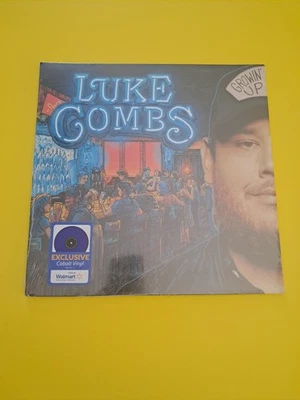 LUKE
COMBS
GROWIN'
UP
EXCLUSIVE
Cobalt Vinyl
Walmart